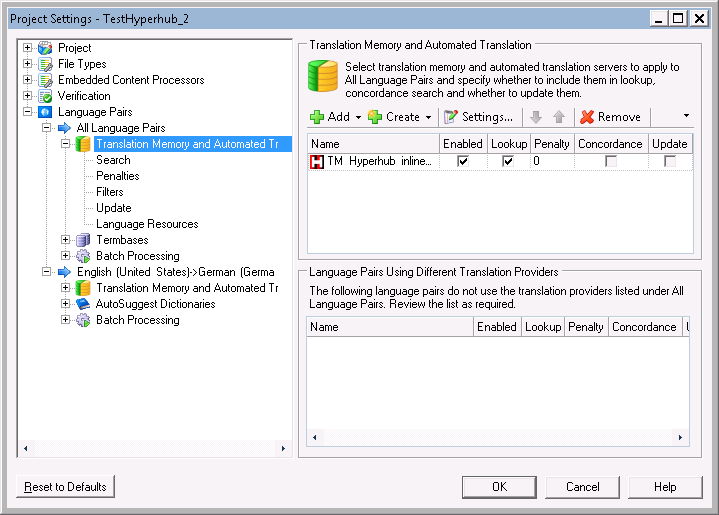 Project Settings - TestHyperhub_2
Project
File Types
Embedded Content Processors
Verification
Language Pairs
All Language Pairs
Translation Memory and Automated Tr
Search
Penalties
Filters
Update
Language Resources
Termbases
Batch Processing
English (United States)->German (Germa
Translation Memory and Automated Tr
AutoSuggest Dictionaries
Batch Processing
Translation Memory and Automated Translation
Select translation memory and automated translation servers to apply to
All Language Pairs and specify whether to include them in lookup,
concordance search and whether to update them.
Add Create Settings... Remove
Name Enabled Lookup Penalty Concordance Update
TM Hyperhub inline... 0
Language Pairs Using Different Translation Providers
The following language pairs do not use the translation providers listed under All
Language Pairs. Review the list as required.
Name Enabled Lookup Penalty Concordance U
Reset to Defaults OK Cancel Help